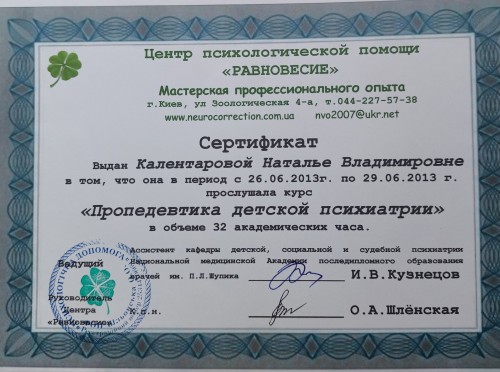 Центр психологической помощи
«РАВНОВЕСИЕ»
Мастерская профессионального опыта
г.Киев, ул Зоологическая 4-а, т.044-227-57-38
www.neurocorrection.com.ua nvo2007@ukr.net
Сертификат
Выдан Калентаровой Наталье Владимировне
в том, что она в период с 26.06.2013г. по 29.06.2013 г.
прослушала курс
«Пропедевтика детской психиатрии»
в объеме 32 академических часа.
Ассистент кафедры детской, социальной и судебной психиатрии
Ведущий Национальной медицинской Академии последипломного образования
врачей им. П.Л.Шупика И.В.Кузнецов
Руководитель
Центра К.п.н. О.А.Шлёнская
«Равновесие»